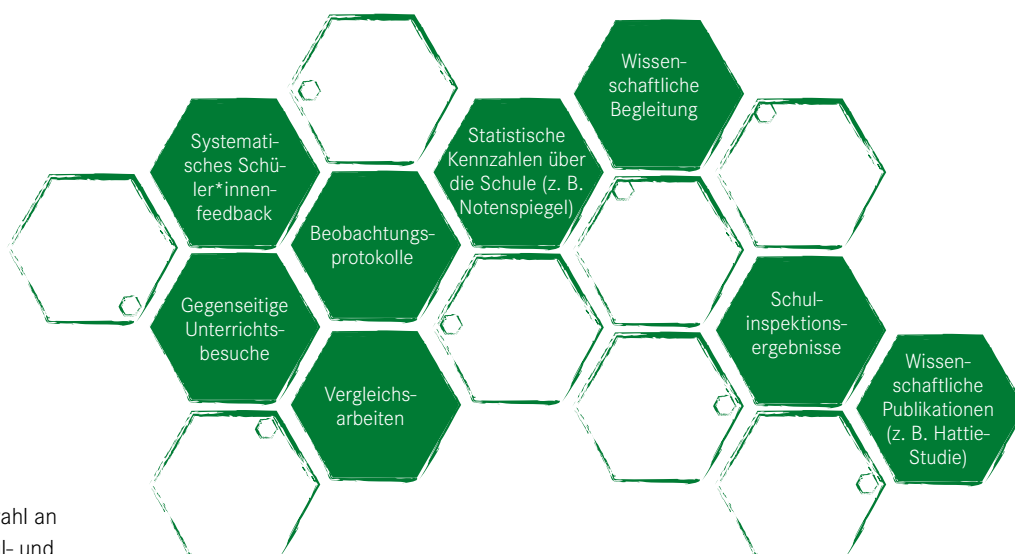 Wissen-
schaftliche
Begleitung
Systemati-
sches Schü-
ler*innen-
feedback
Statistische
Kennzahlen über
die Schule (z. B.
Notenspiegel)
Beobachtungs-
protokolle
Gegenseitige
Unterrichts-
besuche
Schul-
inspektions-
ergebnisse
Vergleichs-
arbeiten
Wissen-
schaftliche
Publikationen
(z. B. Hattie-
Studie)
an
und